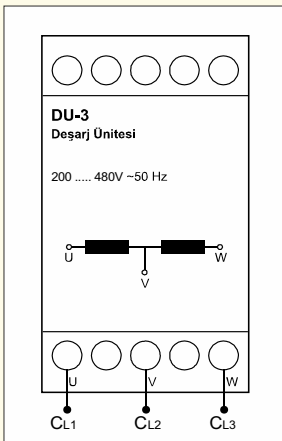 DU-3
Deşarj Ünitesi
200 ..... 480V ~50 Hz
U W
V
U V W
CL1 CL2 CL3